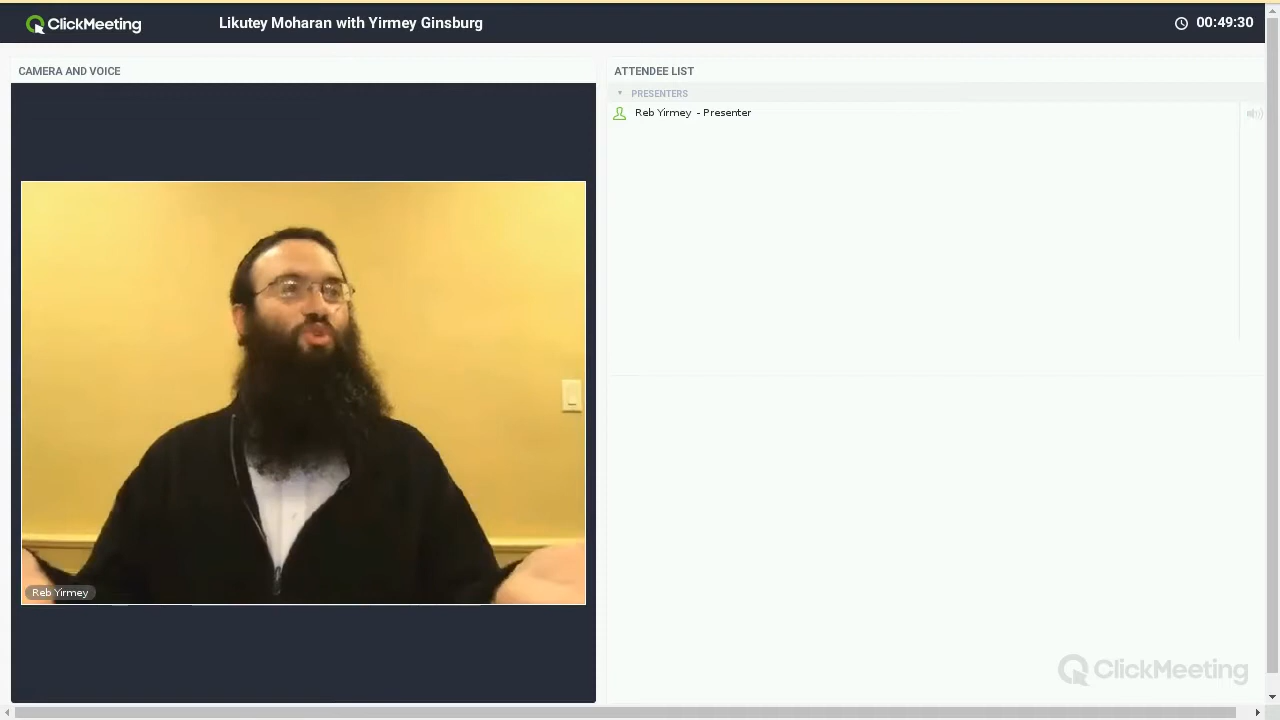 ClickMeeting
Likutey Moharan with Yirmey Ginsburg
00:49:30
CAMERA AND VOICE
ATTENDEE LIST
PRESENTERS
Reb Yirmey - Presenter
Reb Yirmey
ClickMeeting